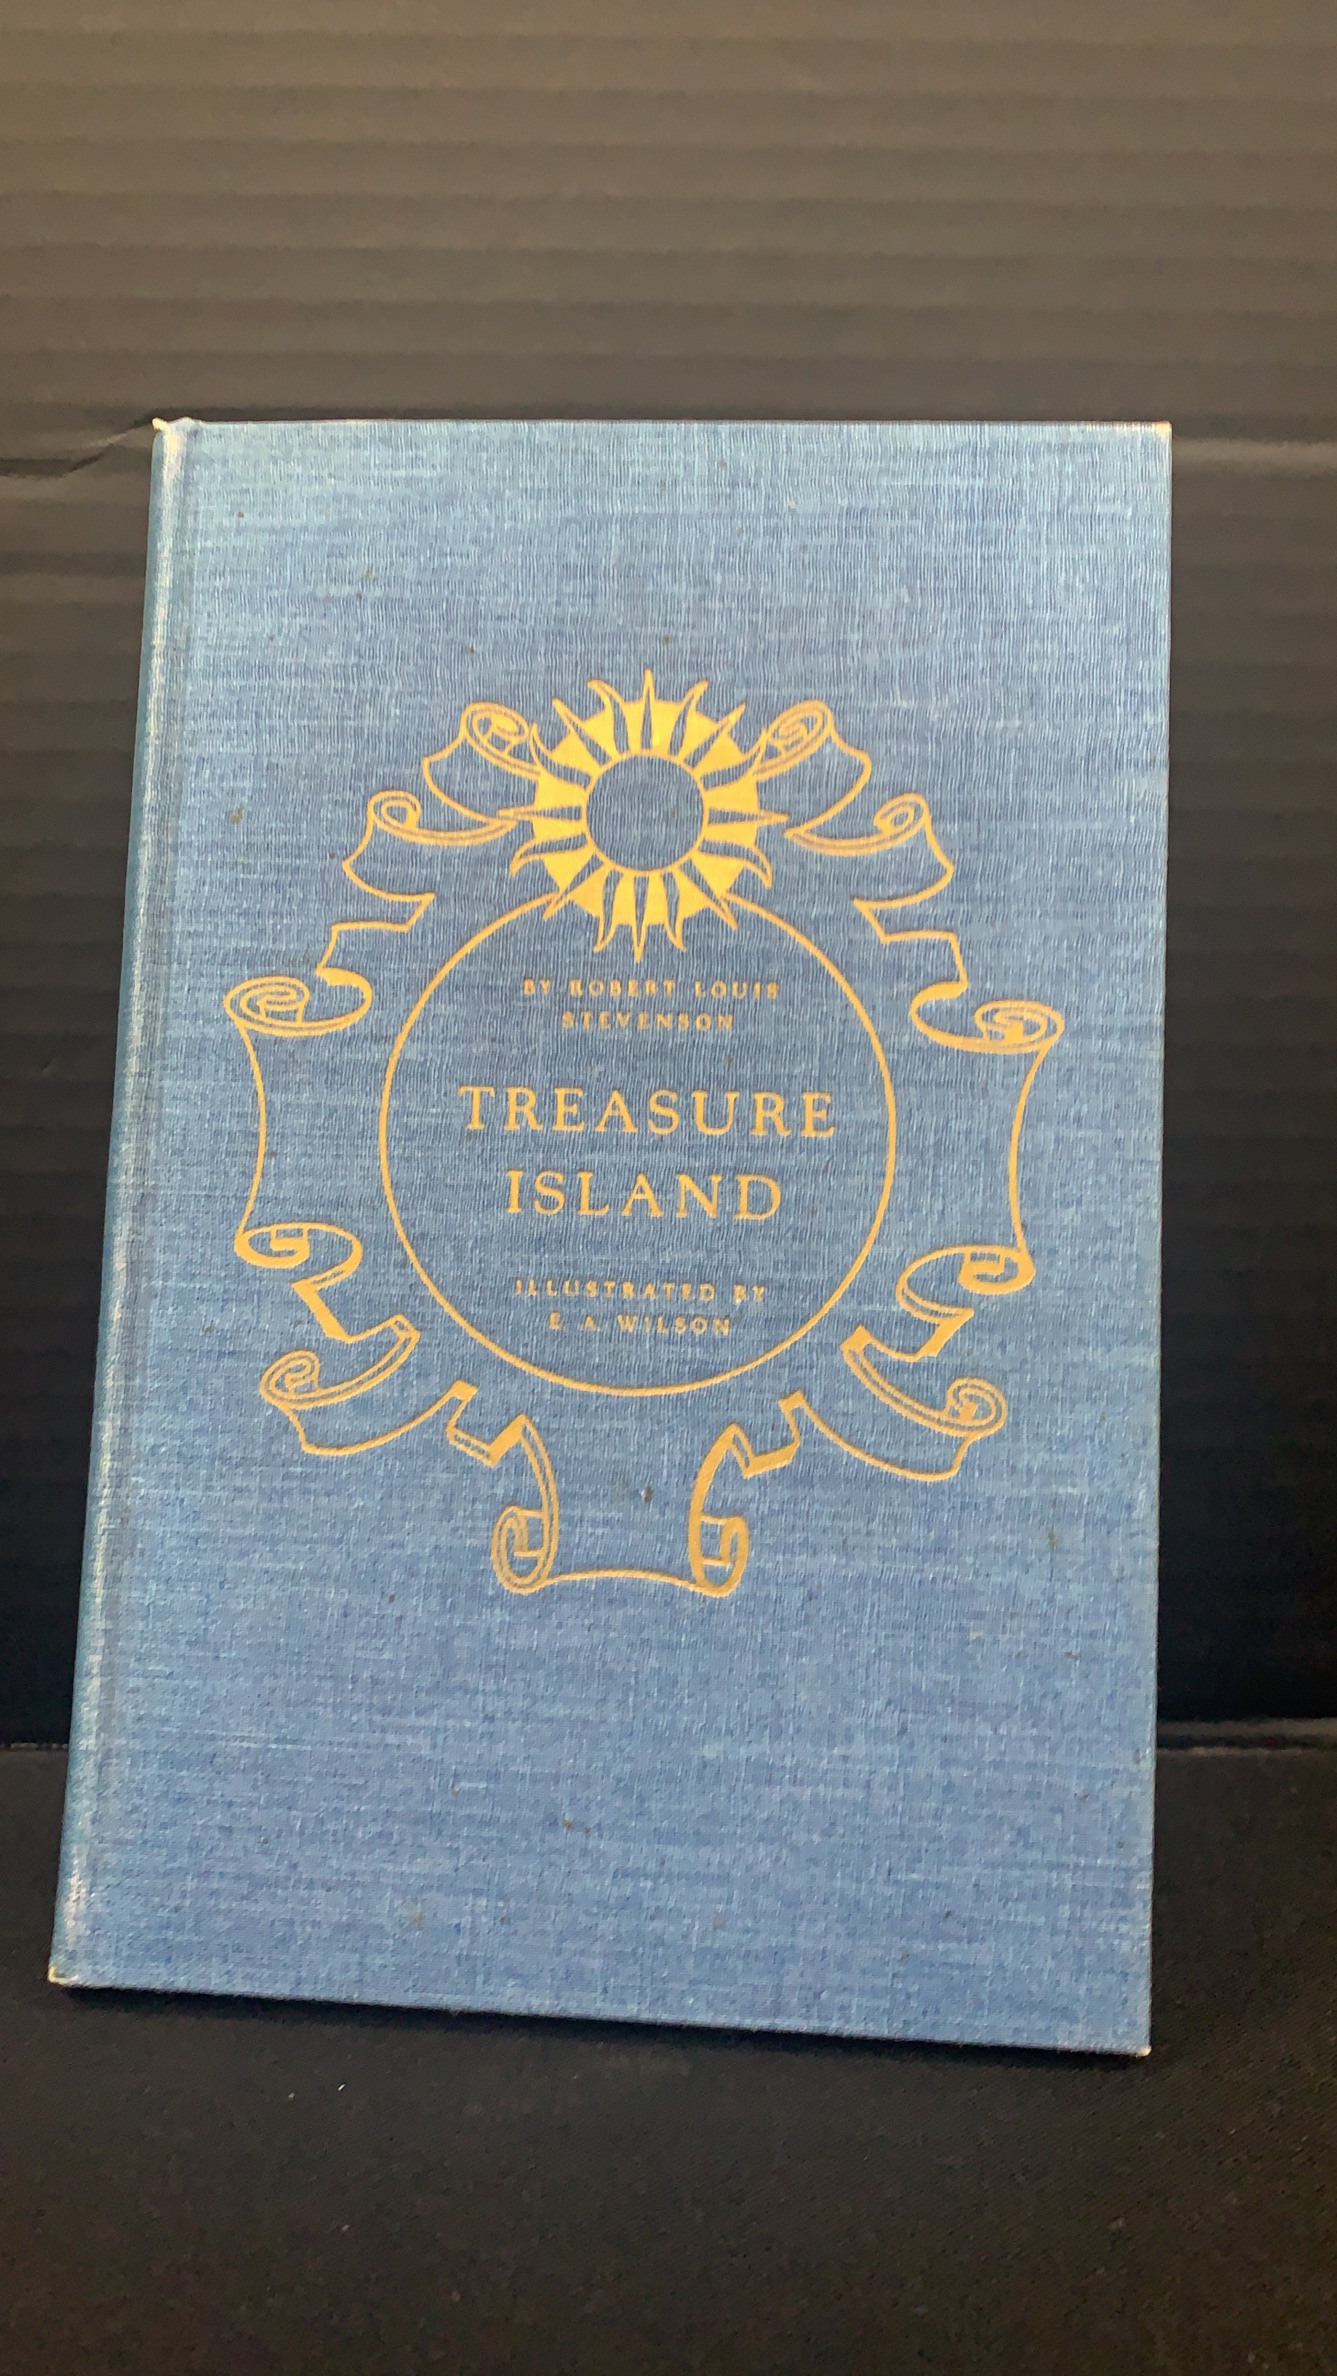 BY ROBERT LOUIS
STEVENSON
TREASURE
ISLAND
ILLUSTRATED BY
E. A. WILSON